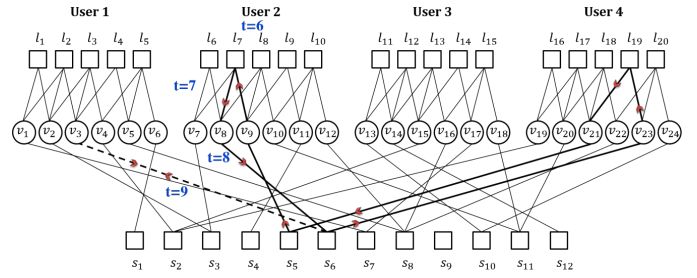 User 1 User 2 User 3 User 4
t=6
l1 l2 l3 l4 l5 l6 l7 l8 l9 l10 l11 l12 l13 l14 l15 l16 l17 l18 l19 l20
t=7
v1 v2 v3 v4 v5 v6 v7 v8 v9 v10 v11 v12 v13 v14 v15 v16 v17 v18 v19 v20 v21 v22 v23 v24
t=8
t=9
s1 s2 s3 s4 s5 s6 s7 s8 s9 s10 s11 s12